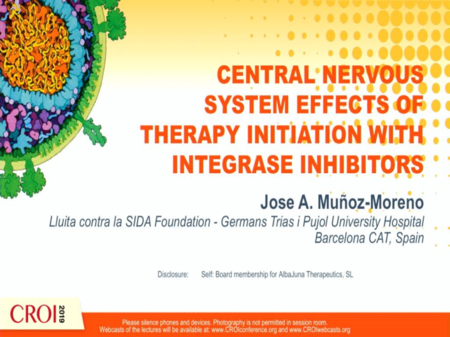 CENTRAL NERVOUS
SYSTEM EFFECTS OF
THERAPY INITIATION WITH
INTEGRASE INHIBITORS
Jose A. Muñoz-Moreno
Lluita contra la SIDA Foundation - Germans Trias i Pujol University Hospital
Barcelona CAT, Spain
Disclosure: Self: Board membership for AlbaJuna Therapeutics, SL
CROI 2019
Please silence phones and devices. Photography is not permitted in session room.
Webcasts of the lectures will be available at: www.CROIconference.org and www.CROIwebcasts.org